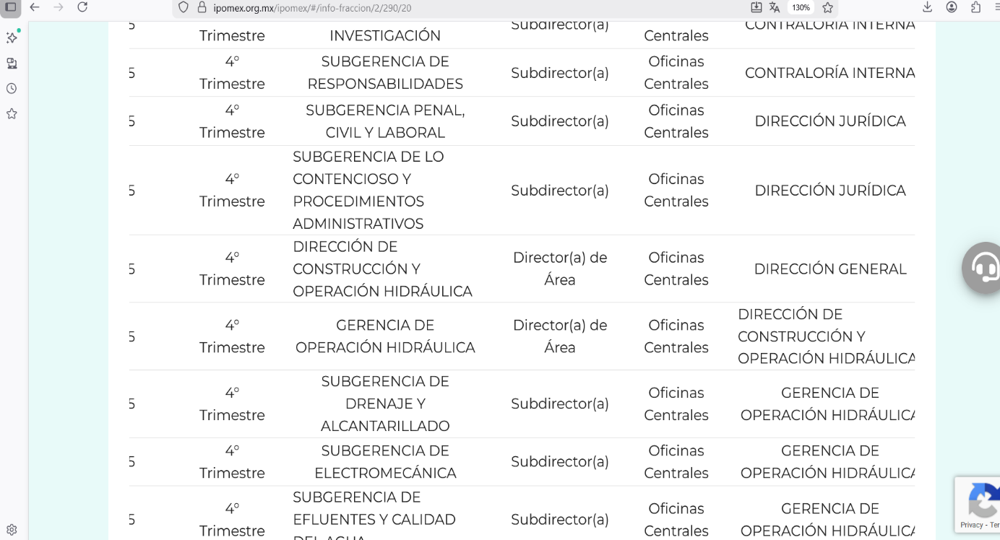 ipomex.org.mx/ipomex/#/info-fraccion/2/290/20
130%
5
Trimestre
INVESTIGACIÓN
Subdirector(a)
Centrales
CONTRALORÍA INTERNA
5
4°
Trimestre
SUBGERENCIA DE
RESPONSABILIDADES
Subdirector(a)
Oficinas
Centrales
CONTRALORÍA INTERNA
5
4°
Trimestre
SUBGERENCIA PENAL,
CIVIL Y LABORAL
Subdirector(a)
Oficinas
Centrales
DIRECCIÓN JURÍDICA
5
4°
Trimestre
SUBGERENCIA DE LO
CONTENCIOSO Y
PROCEDIMIENTOS
ADMINISTRATIVOS
Subdirector(a)
Oficinas
Centrales
DIRECCIÓN JURÍDICA
5
4°
Trimestre
DIRECCIÓN DE
CONSTRUCCIÓN Y
OPERACIÓN HIDRÁULICA
Director(a) de
Área
Oficinas
Centrales
DIRECCIÓN GENERAL
5
4°
Trimestre
GERENCIA DE
OPERACIÓN HIDRÁULICA
Director(a) de
Área
Oficinas
Centrales
DIRECCIÓN DE
CONSTRUCCIÓN Y
OPERACIÓN HIDRÁULICA
5
4°
Trimestre
SUBGERENCIA DE
DRENAJE Y
ALCANTARILLADO
Subdirector(a)
Oficinas
Centrales
GERENCIA DE
OPERACIÓN HIDRÁULICA
5
4°
Trimestre
SUBGERENCIA DE
ELECTROMECÁNICA
Subdirector(a)
Oficinas
Centrales
GERENCIA DE
OPERACIÓN HIDRÁULICA
5
4°
Trimestre
SUBGERENCIA DE
EFLUENTES Y CALIDAD
DEL AGUA
Subdirector(a)
Oficinas
Centrales
GERENCIA DE
OPERACIÓN HIDRÁULICA
Privacy - Ter